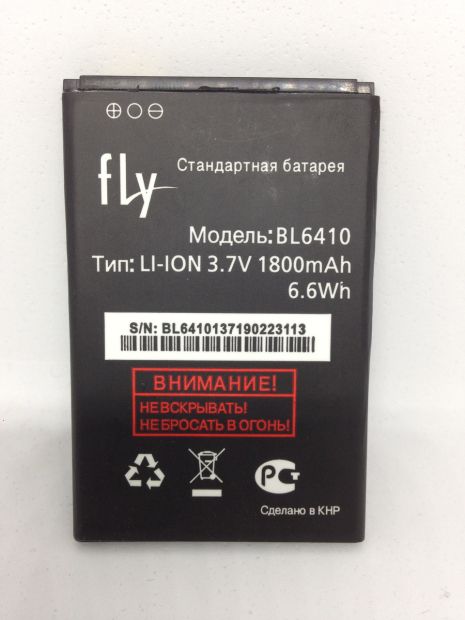 fly
Стандартная батарея
Модель: BL6410
Тип: LI-ION 3.7V 1800mAh
6.6Wh
S/N: BL6410137190223113
ВНИМАНИЕ!
НЕ ВСКРЫВАТЬ!
НЕ БРОСАТЬ В ОГОНЬ!
Сделано в КНР